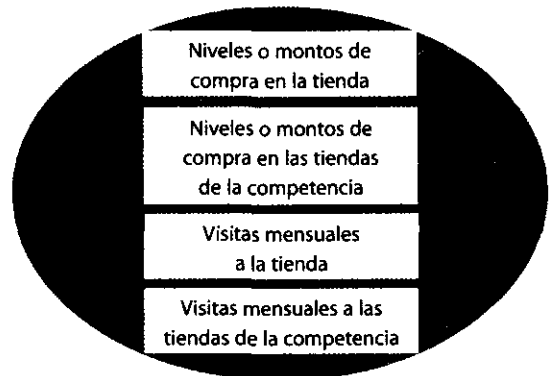 Niveles o montos de
compra en la tienda
Niveles o montos de
compra en las tiendas
de la competencia
Visitas mensuales
a la tienda
Visitas mensuales a las
tiendas de la competencia